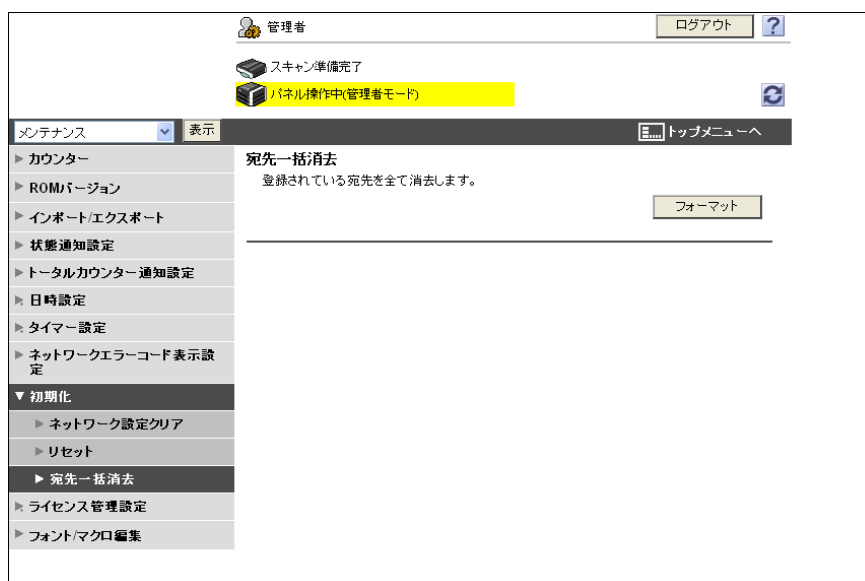 管理者
ログアウト
?
スキャン準備完了
パネル操作中(管理者モード)
メンテナンス
表示
トップメニューへ
カウンター
ROMバージョン
インポート/エクスポート
状態通知設定
トータルカウンター通知設定
日時設定
タイマー設定
ネットワークエラーコード表示設
定
初期化
ネットワーク設定クリア
リセット
宛先一括消去
ライセンス管理設定
フォント/マクロ編集
宛先一括消去
登録されている宛先を全て消去します。
フォーマット